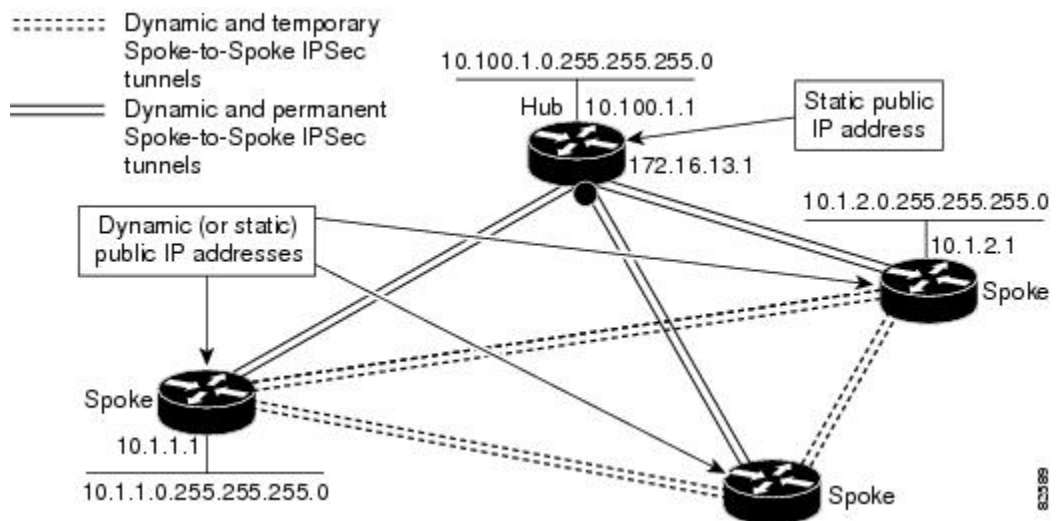 Dynamic and temporary
Spoke-to-Spoke IPSec
tunnels
Dynamic and permanent
Spoke-to-Spoke IPSec
tunnels
10.100.1.0.255.255.255.0
Hub
10.100.1.1
172.16.13.1
Static public
IP address
10.1.2.0.255.255.255.0
10.1.2.1
Spoke
Dynamic (or static)
public IP addresses
Spoke
10.1.1.1
10.1.1.0.255.255.255.0
Spoke
82589